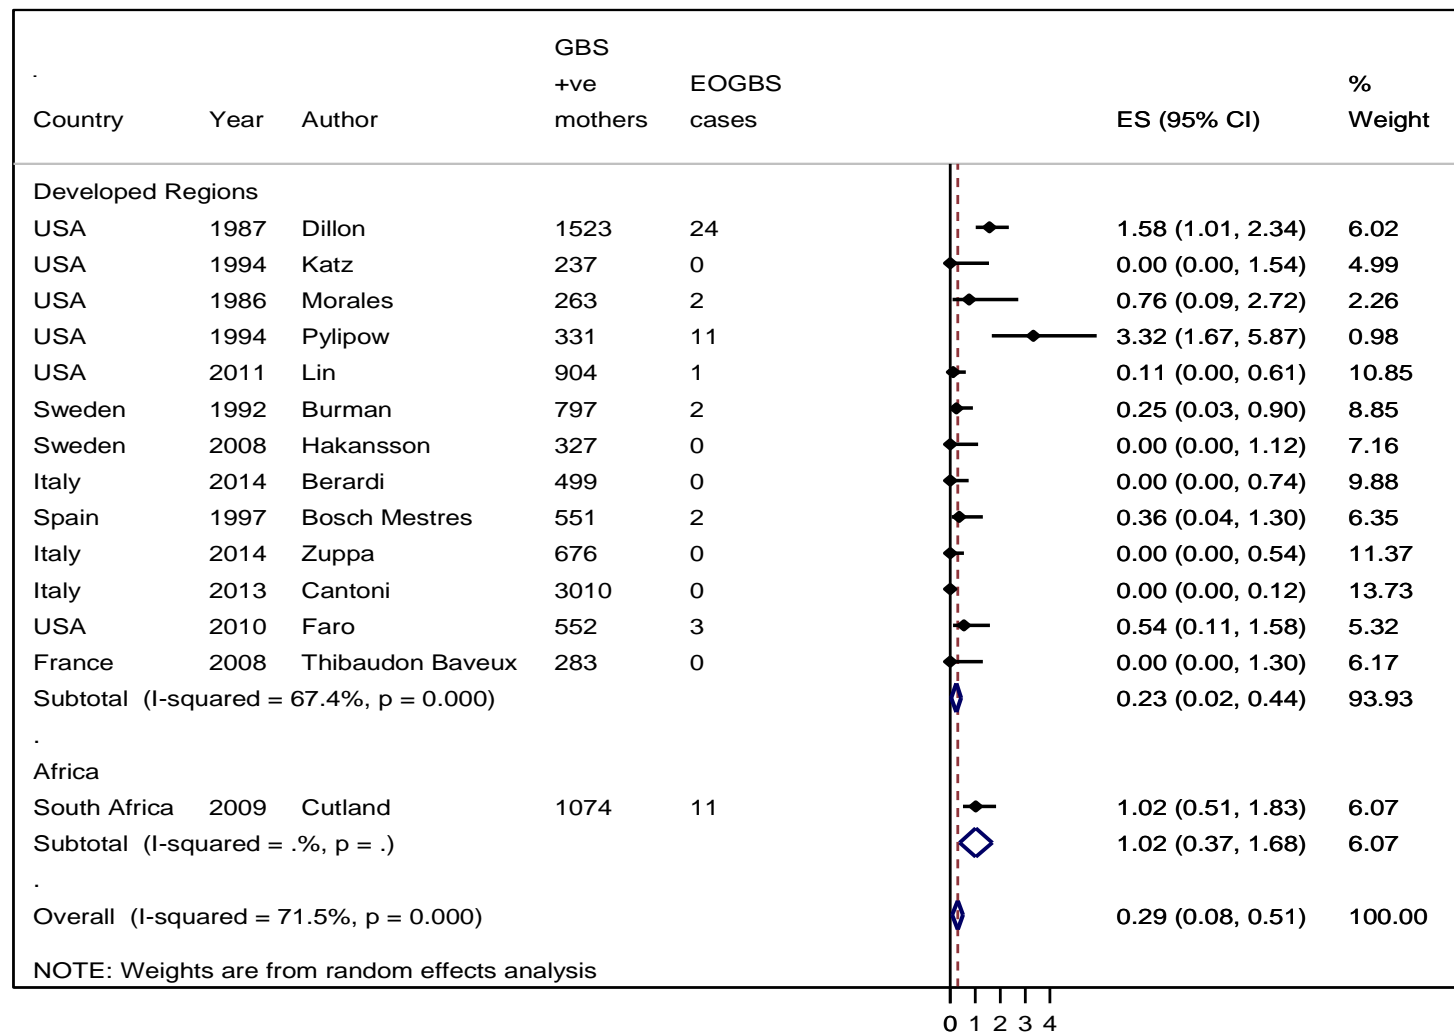 GBS
. +ve EOGBS %
Country Year Author mothers cases ES (95% CI) Weight
Developed Regions
USA 1987 Dillon 1523 24 1.58 (1.01, 2.34) 6.02
USA 1994 Katz 237 0 0.00 (0.00, 1.54) 4.99
USA 1986 Morales 263 2 0.76 (0.09, 2.72) 2.26
USA 1994 Pylipow 331 11 3.32 (1.67, 5.87) 0.98
USA 2011 Lin 904 1 0.11 (0.00, 0.61) 10.85
Sweden 1992 Burman 797 2 0.25 (0.03, 0.90) 8.85
Sweden 2008 Hakansson 327 0 0.00 (0.00, 1.12) 7.16
Italy 2014 Berardi 499 0 0.00 (0.00, 0.74) 9.88
Spain 1997 Bosch Mestres 551 2 0.36 (0.04, 1.30) 6.35
Italy 2014 Zuppa 676 0 0.00 (0.00, 0.54) 11.37
Italy 2013 Cantoni 3010 0 0.00 (0.00, 0.12) 13.73
USA 2010 Faro 552 3 0.54 (0.11, 1.58) 5.32
France 2008 Thibaudon Baveux 283 0 0.00 (0.00, 1.30) 6.17
Subtotal (I-squared = 67.4%, p = 0.000) 0.23 (0.02, 0.44) 93.93
.
Africa
South Africa 2009 Cutland 1074 11 1.02 (0.51, 1.83) 6.07
Subtotal (I-squared = .%, p = .) 1.02 (0.37, 1.68) 6.07
.
Overall (I-squared = 71.5%, p = 0.000) 0.29 (0.08, 0.51) 100.00
NOTE: Weights are from random effects analysis
0 1 2 3 4